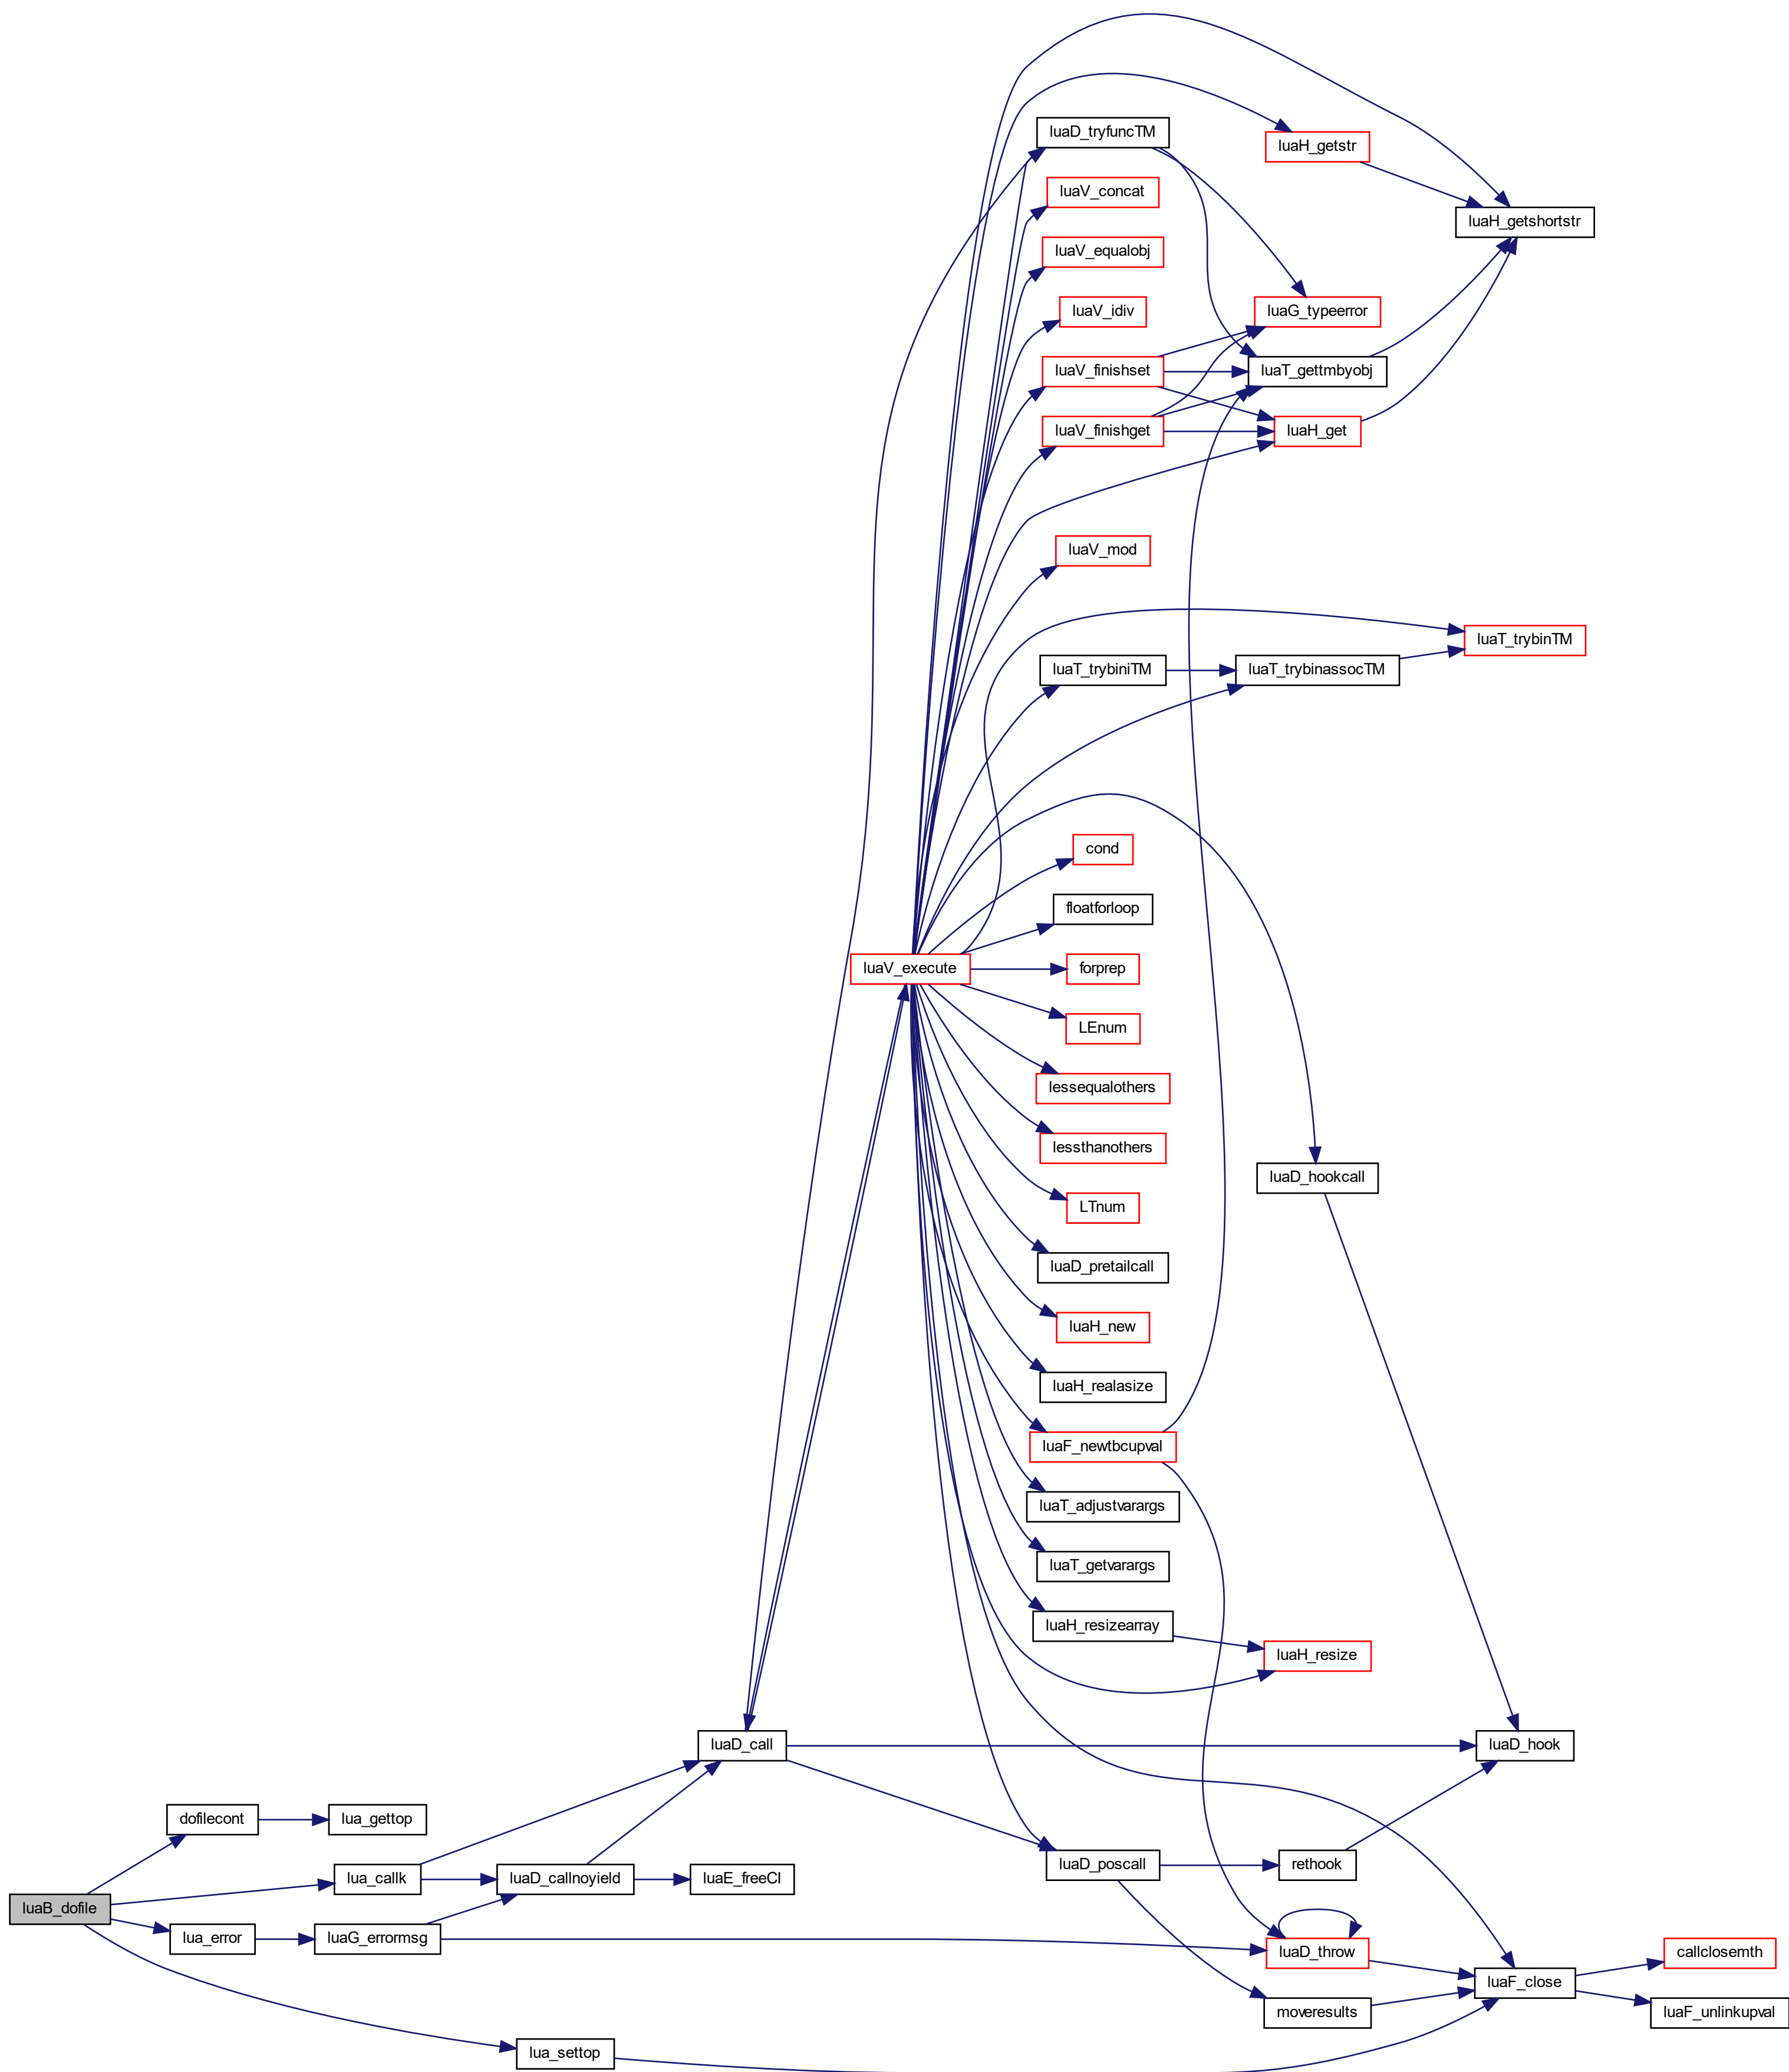 luaD_tryfuncTM
luaH_getstr
luaV_concat
luaH_getshortstr
luaV_equalobj
luaV_idiv
luaG_typeerror
luaV_finishset
luaT_gettmbyobj
luaV_finishget
luaH_get
luaV_mod
luaT_trybinTM
luaT_trybiniTM
luaT_trybinassocTM
cond
floatforloop
luaV_execute
forprep
LEnum
lessequalothers
lessthanothers
luaD_hookcall
LTnum
luaD_pretailcall
luaH_new
luaH_realasize
luaF_newtbcupval
luaT_adjustvarargs
luaT_getvarargs
luaH_resizearray
luaH_resize
luaD_call
luaD_hook
dofilecont
lua_gettop
luaD_poscall
rethook
lua_callk
luaD_callnoyield
luaE_freeCI
luaB_dofile
lua_error
luaG_errormsg
luaD_throw
callclosemth
luaF_close
moveresults
luaF_unlinkupval
lua_settop